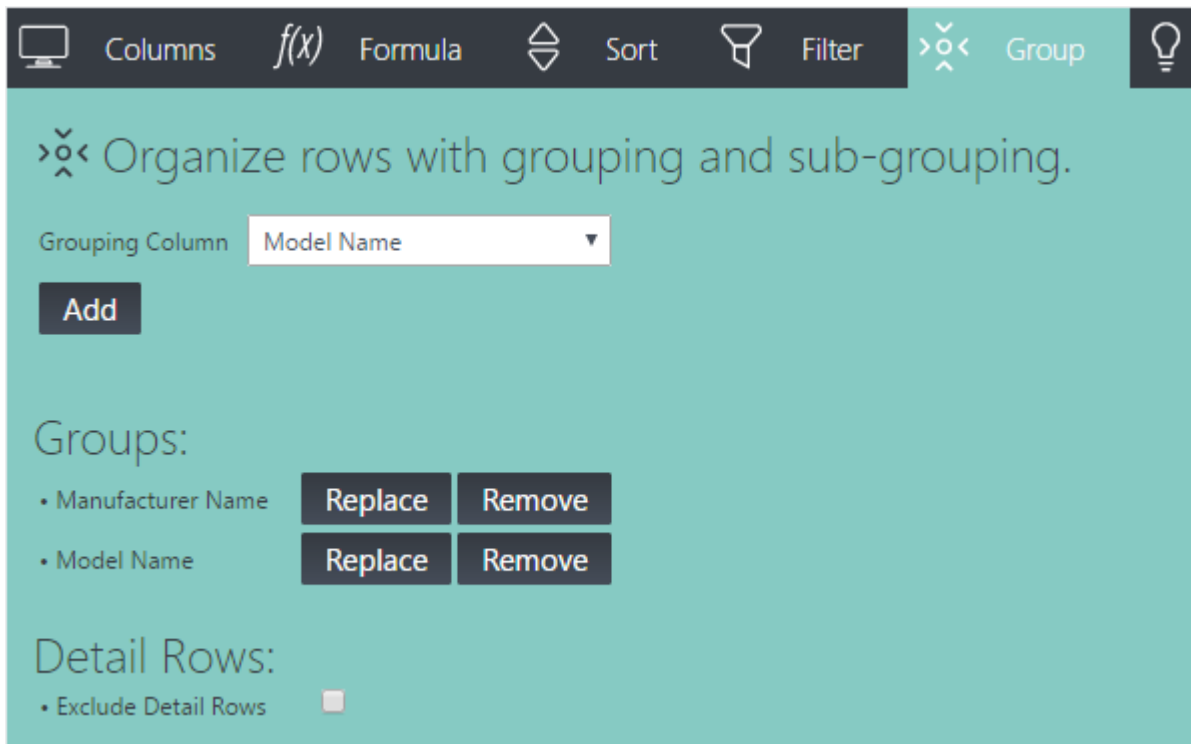 Columns f(x) Formula Sort Filter Group
Organize rows with grouping and sub-grouping.
Grouping Column Model Name
Add
Groups:
• Manufacturer Name Replace Remove
• Model Name Replace Remove
Detail Rows:
• Exclude Detail Rows